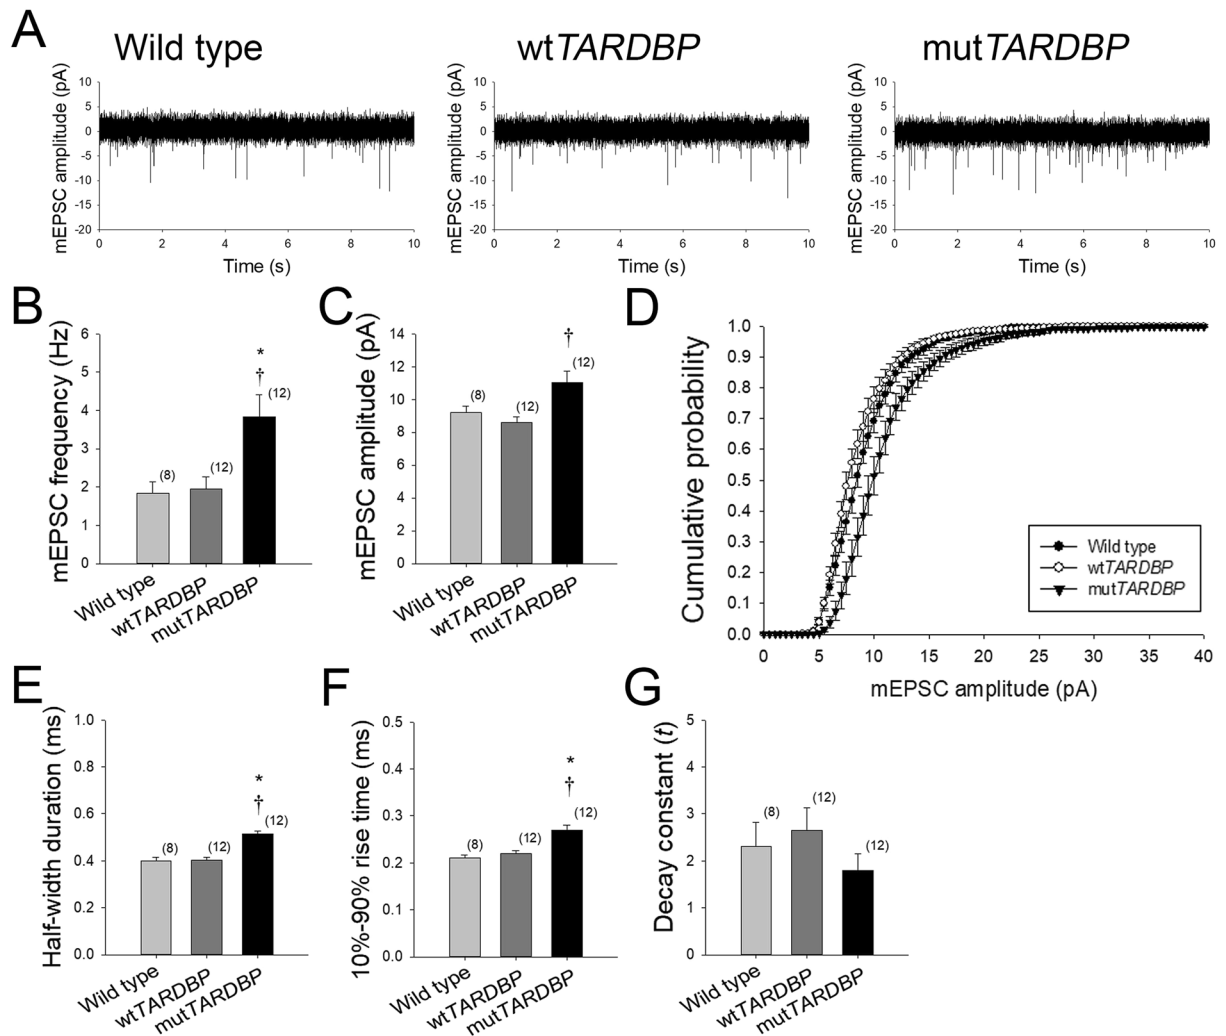 A
Wild type
wtTARDBP
mutTARDBP
mEPSC amplitude (pA)
10
5
0
-5
-10
-15
-20
0 2 4 6 8 10
Time (s)
mEPSC amplitude (pA)
10
5
0
-5
-10
-15
-20
0 2 4 6 8 10
Time (s)
mEPSC amplitude (pA)
10
5
0
-5
-10
-15
-20
0 2 4 6 8 10
Time (s)
B
mEPSC frequency (Hz)
6
5
4
3
2
1
0
(8)
(12)
*
†
(12)
Wild type
wtTARDBP
mutTARDBP
C
mEPSC amplitude (pA)
14
12
10
8
6
4
2
0
(8)
(12)
†
(12)
Wild type
wtTARDBP
mutTARDBP
D
Cumulative probability
1.0
0.9
0.8
0.7
0.6
0.5
0.4
0.3
0.2
0.1
0.0
0 5 10 15 20 25 30 35 40
mEPSC amplitude (pA)
Wild type
wtTARDBP
mutTARDBP
E
Half-width duration (ms)
1.0
0.8
0.6
0.4
0.2
0.0
(8)
(12)
*
†
(12)
Wild type
wtTARDBP
mutTARDBP
F
10%-90% rise time (ms)
0.5
0.4
0.3
0.2
0.1
0.0
(8)
(12)
*
†
(12)
Wild type
wtTARDBP
mutTARDBP
G
Decay constant (t)
5
4
3
2
1
0
(8)
(12)
(12)
Wild type
wtTARDBP
mutTARDBP